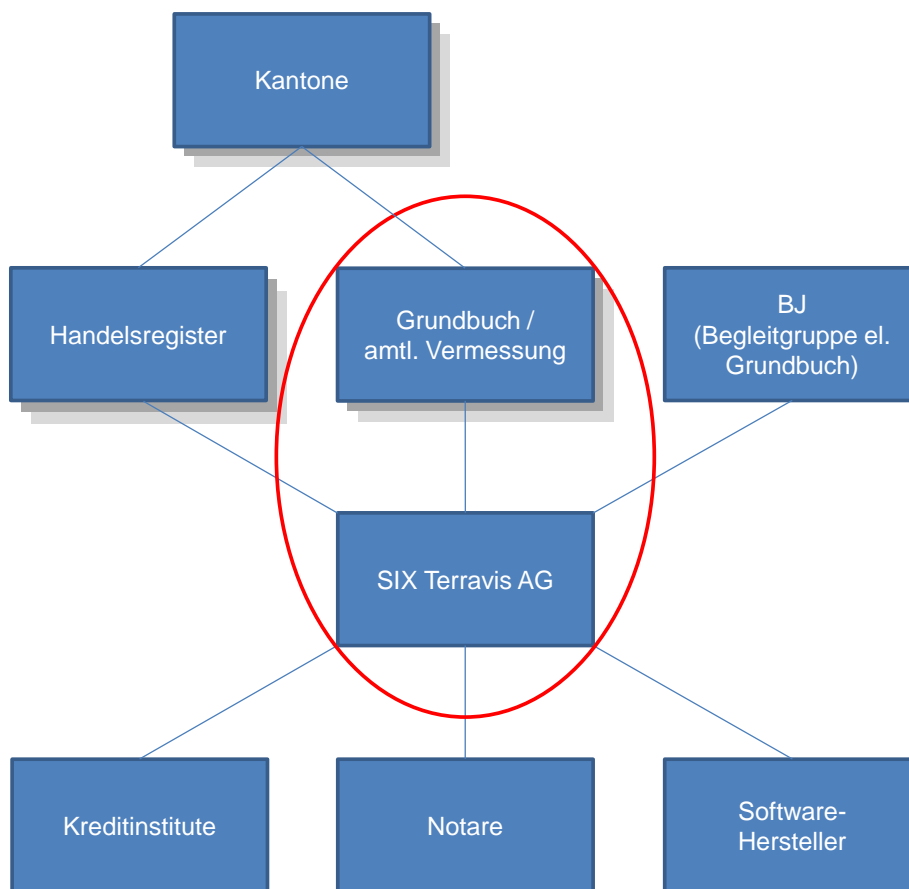 Kantone
Handelsregister
Grundbuch /
amtl. Vermessung
BJ
(Begleitgruppe el.
Grundbuch)
SIX Terravis AG
Kreditinstitute
Notare
Software-
Hersteller